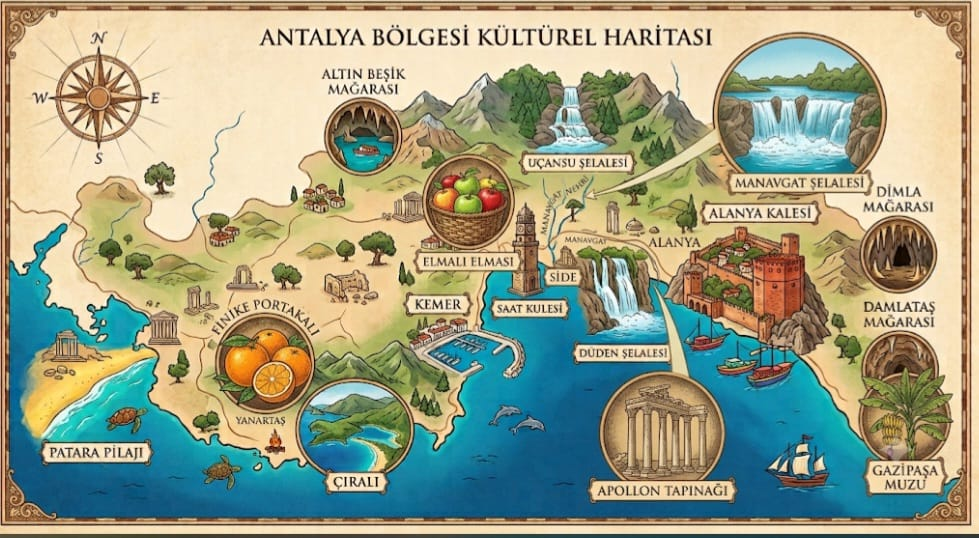 ANTALYA BÖLGESİ KÜLTÜREL HARİTASI
N
W
E
S
ALTIN BEŞİK
MAĞARASI
UÇANSU ŞELALESİ
MANAVGAT ŞELALESİ
DİMLA
MAĞARASI
ALANYA KALESİ
MANAVGAT NEHRİ
ELMALI ELMASI
MANAVGAT
ALANYA
SİDE
KEMER
SAAT KULESİ
DAMLATAŞ
MAĞARASI
FİNİKE PORTAKALI
DÜDEN ŞELALESİ
YANARTAŞ
PATARA PİLAJI
ÇIRALI
APOLLON TAPINAĞI
GAZİPAŞA
MUZU